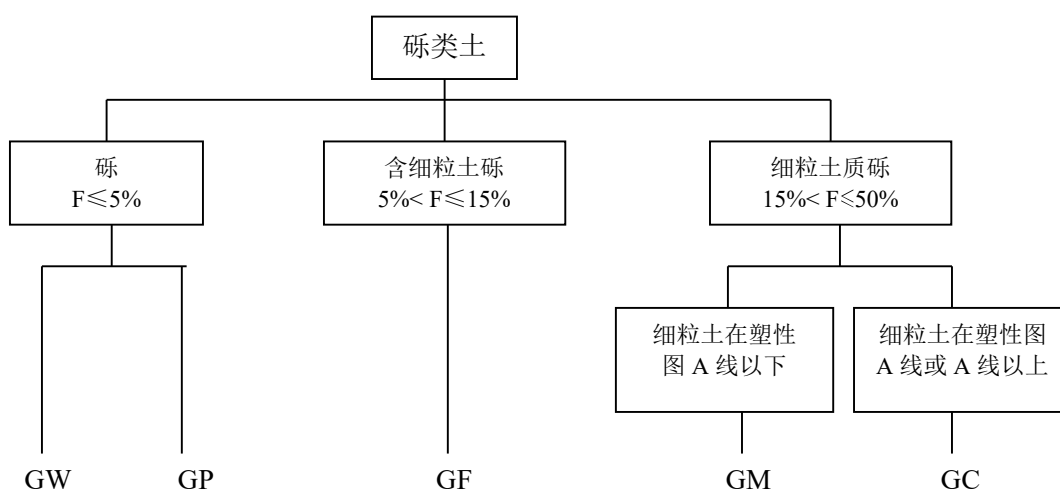 砾类土
砾
F≤5%
含细粒土砾
5%< F≤15%
细粒土质砾
15%< F≤50%
细粒土在塑性
图 A 线以下
细粒土在塑性图
A 线或 A 线以上
GW
GP
GF
GM
GC